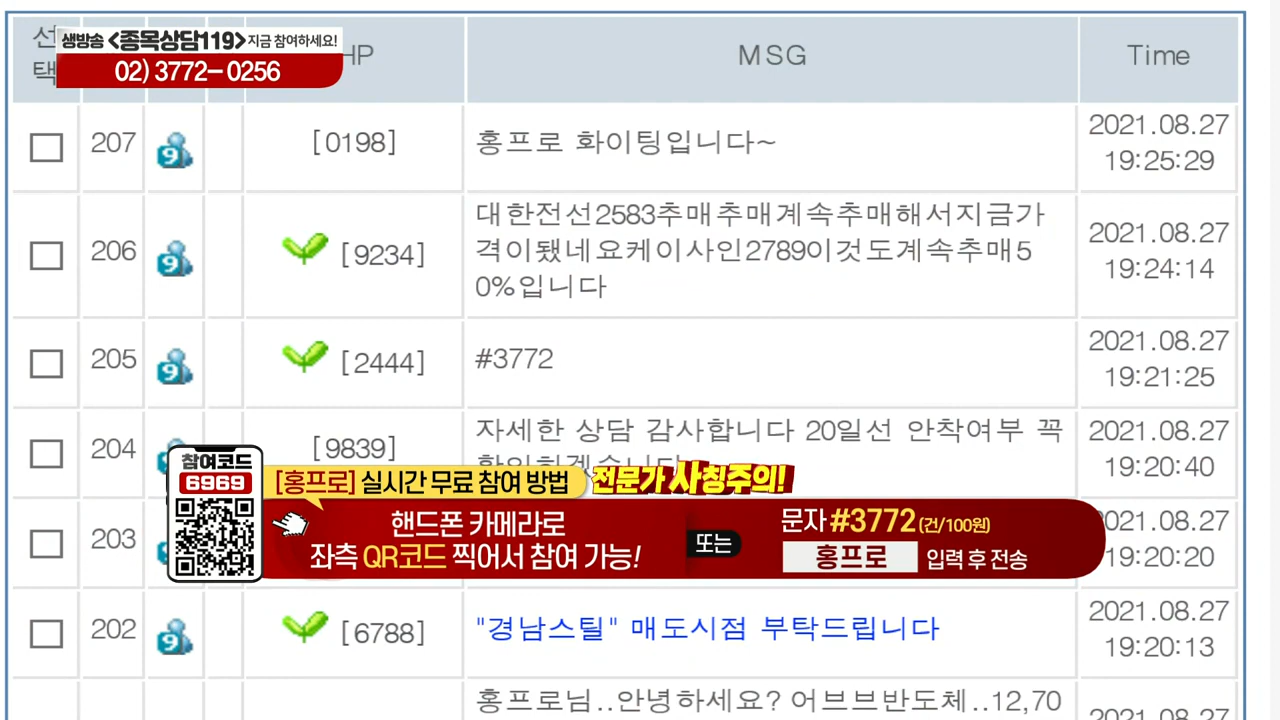 선
택
생방송 <종목상담119> 지금 참여하세요!
02) 3772-0256
HP
MSG
Time
207
[0198]
홍프로 화이팅입니다~
2021.08.27
19:25:29
206
[9234]
대한전선2583추매추매계속추매해서지금가
격이됐네요케이사인2789이것도계속추매5
0%입니다
2021.08.27
19:24:14
205
[2444]
#3772
2021.08.27
19:21:25
204
[9839]
자세한 상담 감사합니다 20일선 안착여부 꼭
2021.08.27
19:20:40
참여코드
6969
[홍프로] 실시간 무료 참여 방법
전문가 사칭주의!
핸드폰 카메라로
좌측 QR코드 찍어서 참여 가능!
또는
문자 #3772 (건/100원)
홍프로 입력 후 전송
203
2021.08.27
19:20:20
202
[6788]
"경남스틸" 매도시점 부탁드립니다
2021.08.27
19:20:13
홍프로님..안녕하세요? 어브브반도체..12,70
2021.08.27